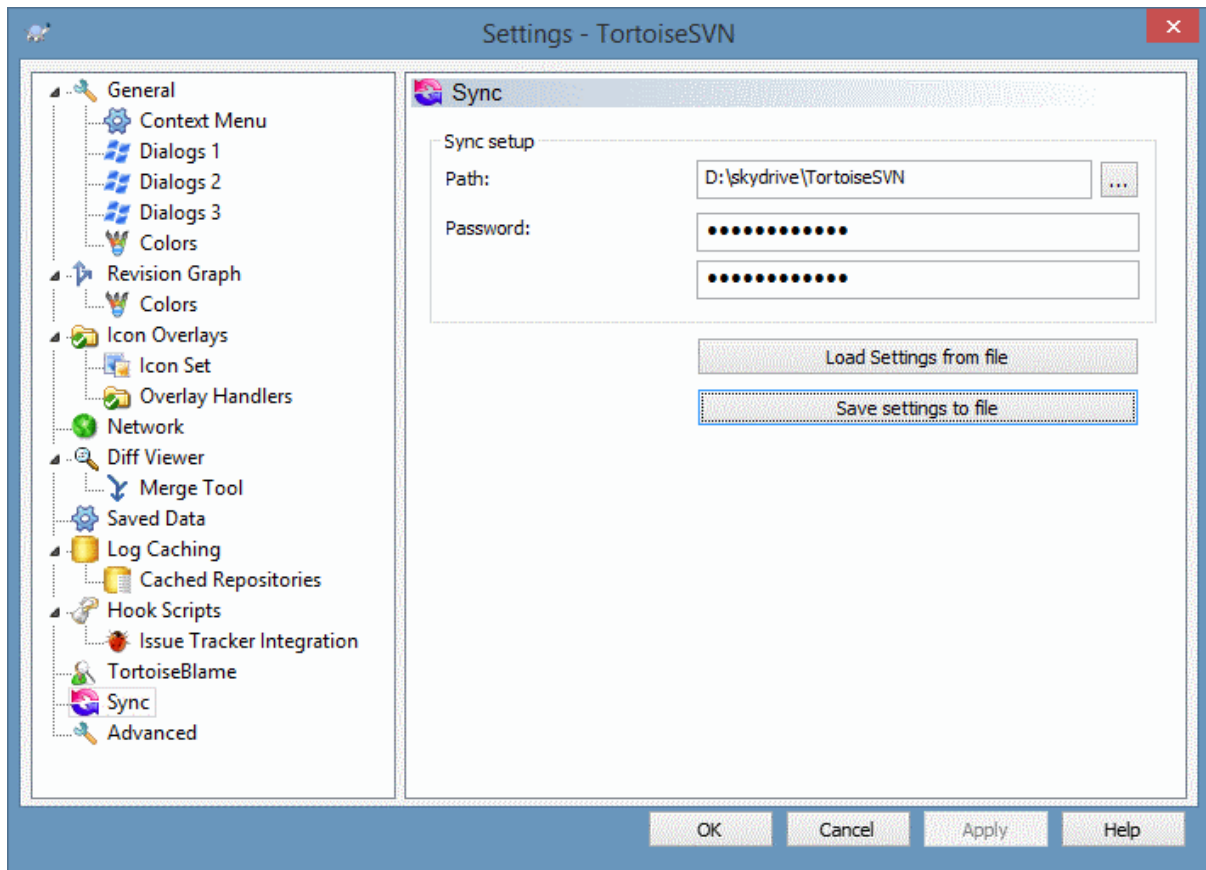 Settings - TortoiseSVN
General
Context Menu
Dialogs 1
Dialogs 2
Dialogs 3
Colors
Revision Graph
Colors
Icon Overlays
Icon Set
Overlay Handlers
Network
Diff Viewer
Merge Tool
Saved Data
Log Caching
Cached Repositories
Hook Scripts
Issue Tracker Integration
TortoiseBlame
Sync
Advanced
Sync
Sync setup
Path: D:\skydrive\TortoiseSVN ...
Password: ●●●●●●●●●●●●
●●●●●●●●●●●●
Load Settings from file
Save settings to file
OK Cancel Apply Help